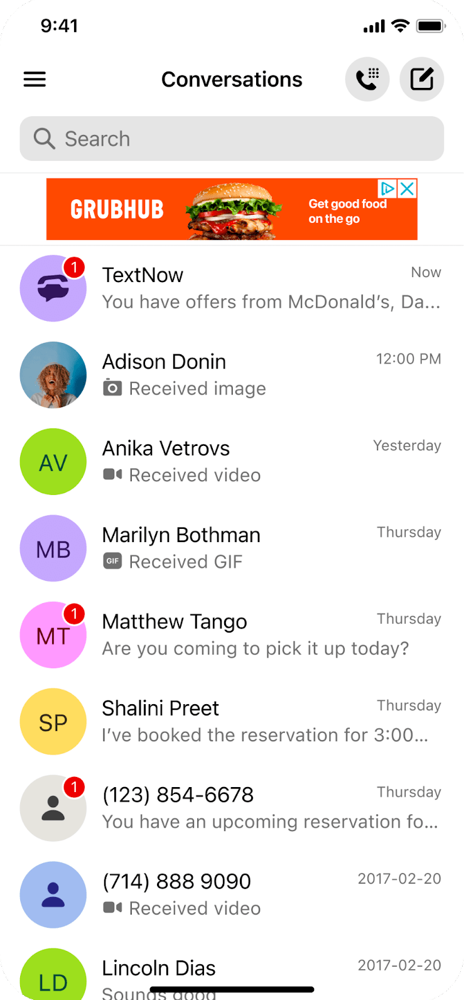 9:41
Conversations
Search
GRUBHUB
Get good food
on the go
1
TextNow
Now
You have offers from McDonald’s, Da...
Adison Donin
12:00 PM
Received image
AV
Anika Vetrovs
Yesterday
Received video
MB
Marilyn Bothman
Thursday
GIF Received GIF
1
MT
Matthew Tango
Thursday
Are you coming to pick it up today?
SP
Shalini Preet
Thursday
I’ve booked the reservation for 3:00...
1
(123) 854-6678
Thursday
You have an upcoming reservation fo...
(714) 888 9090
2017-02-20
Received video
LD
Lincoln Dias
2017-02-20
Sounds good